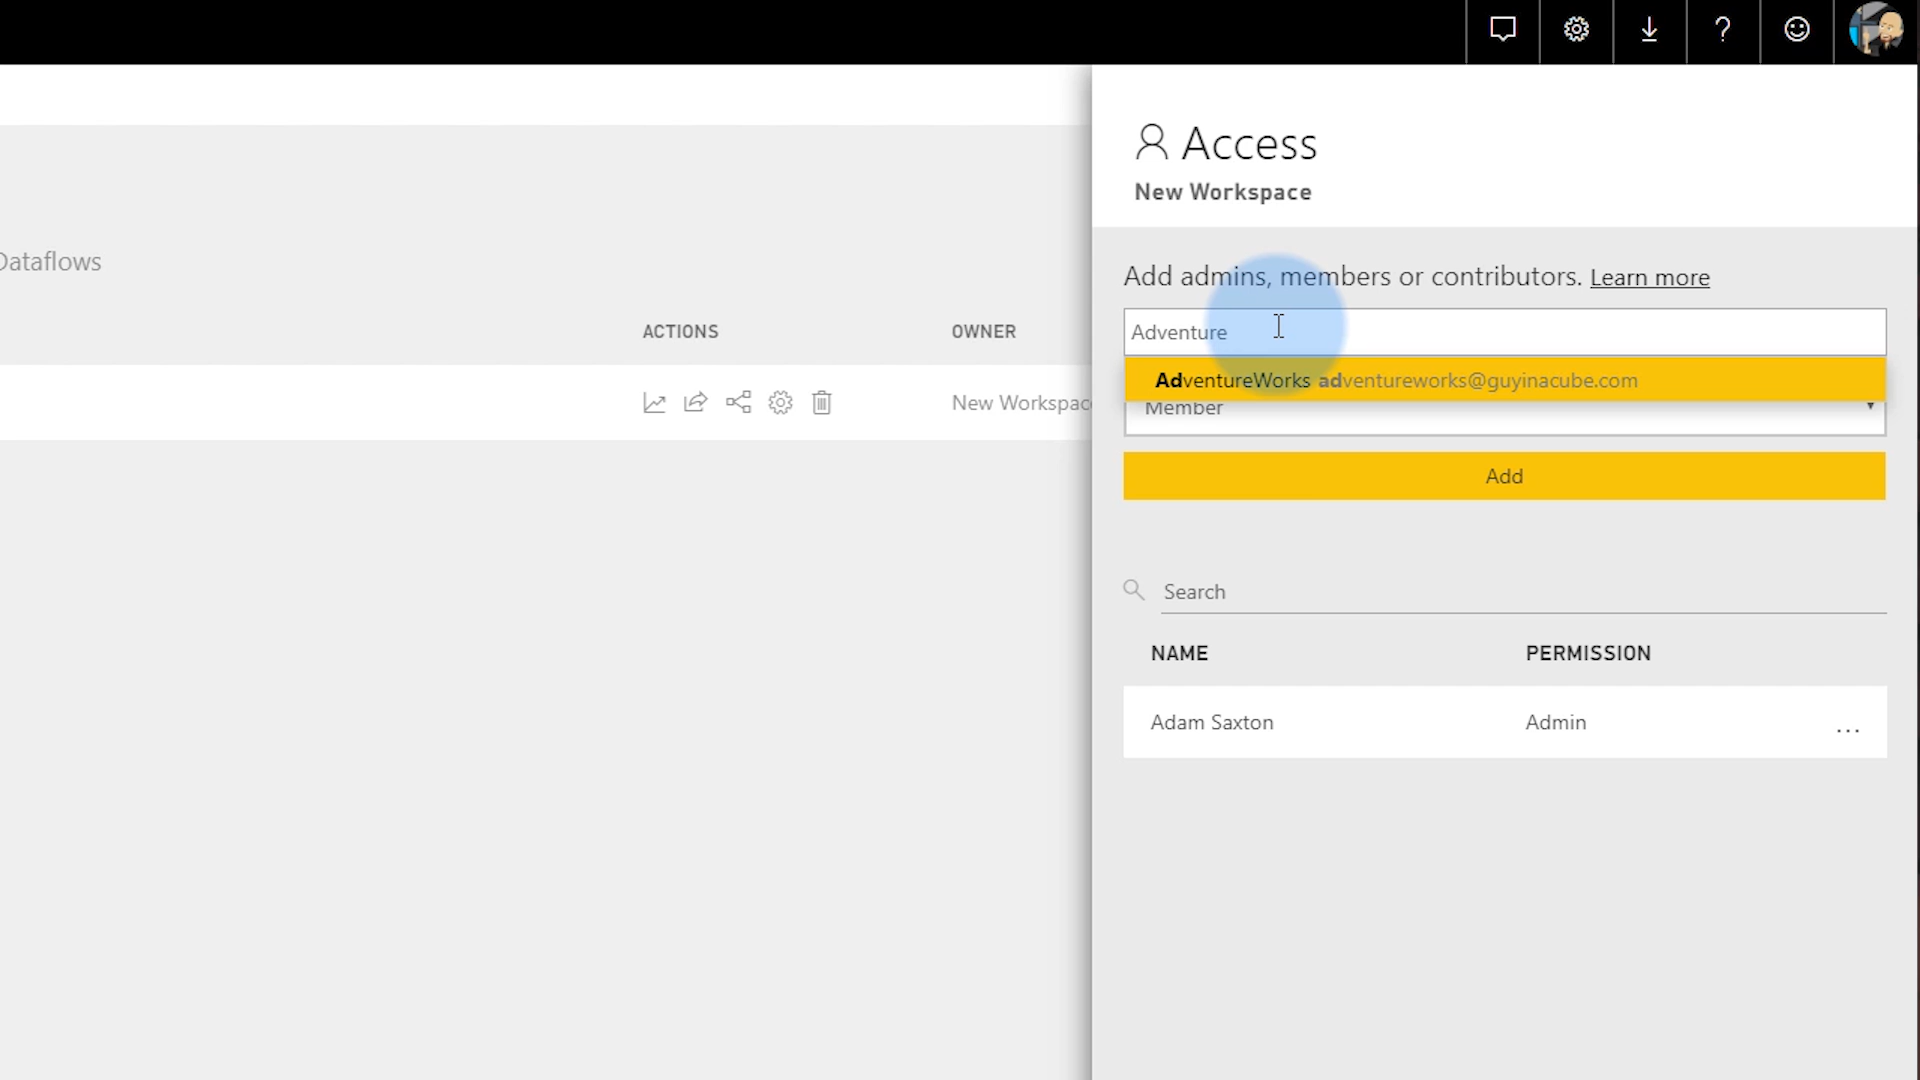 Access
New Workspace
Add admins, members or contributors. Learn more
Adventure
AdventureWorks adventureworks@guyinacube.com
Member
Add
Search
NAME PERMISSION
Adam Saxton Admin ...
Dataflows
ACTIONS OWNER
New Workspac